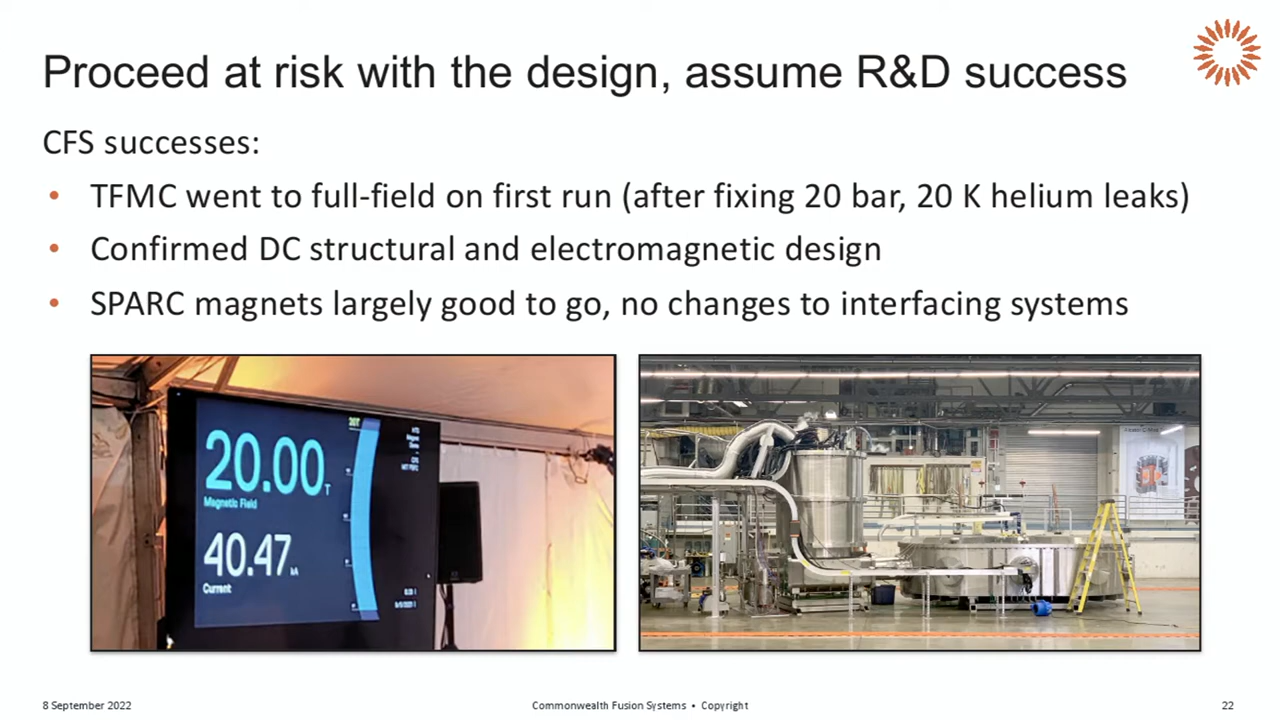 Proceed at risk with the design, assume R&D success
CFS successes:
• TFMC went to full-field on first run (after fixing 20 bar, 20 K helium leaks)
• Confirmed DC structural and electromagnetic design
• SPARC magnets largely good to go, no changes to interfacing systems
20.00 T
Magnetic Field
40.47 kA
Current
20T
8 September 2022
Commonwealth Fusion Systems • Copyright
22